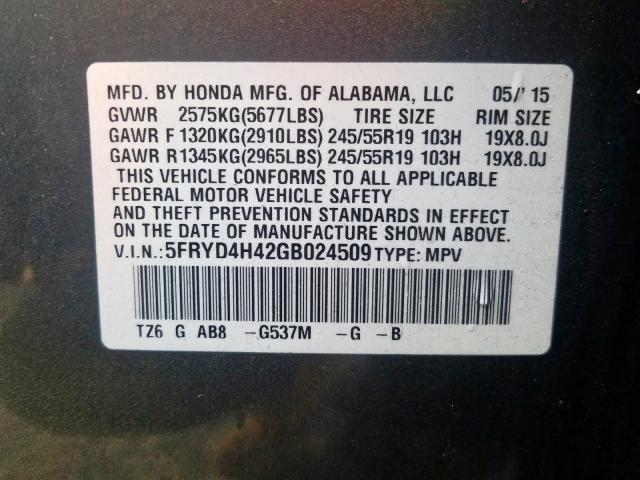 MFD. BY HONDA MFG. OF ALABAMA, LLC 05/'15
GVWR 2575KG(5677LBS) TIRE SIZE RIM SIZE
GAWR F 1320KG(2910LBS) 245/55R19 103H 19X8.0J
GAWR R 1345KG(2965LBS) 245/55R19 103H 19X8.0J
THIS VEHICLE CONFORMS TO ALL APPLICABLE
FEDERAL MOTOR VEHICLE SAFETY
AND THEFT PREVENTION STANDARDS IN EFFECT
ON THE DATE OF MANUFACTURE SHOWN ABOVE.
V.I.N.: 5FRYD4H42GB024509 TYPE: MPV
TZ6 G AB8 -G537M -G -B